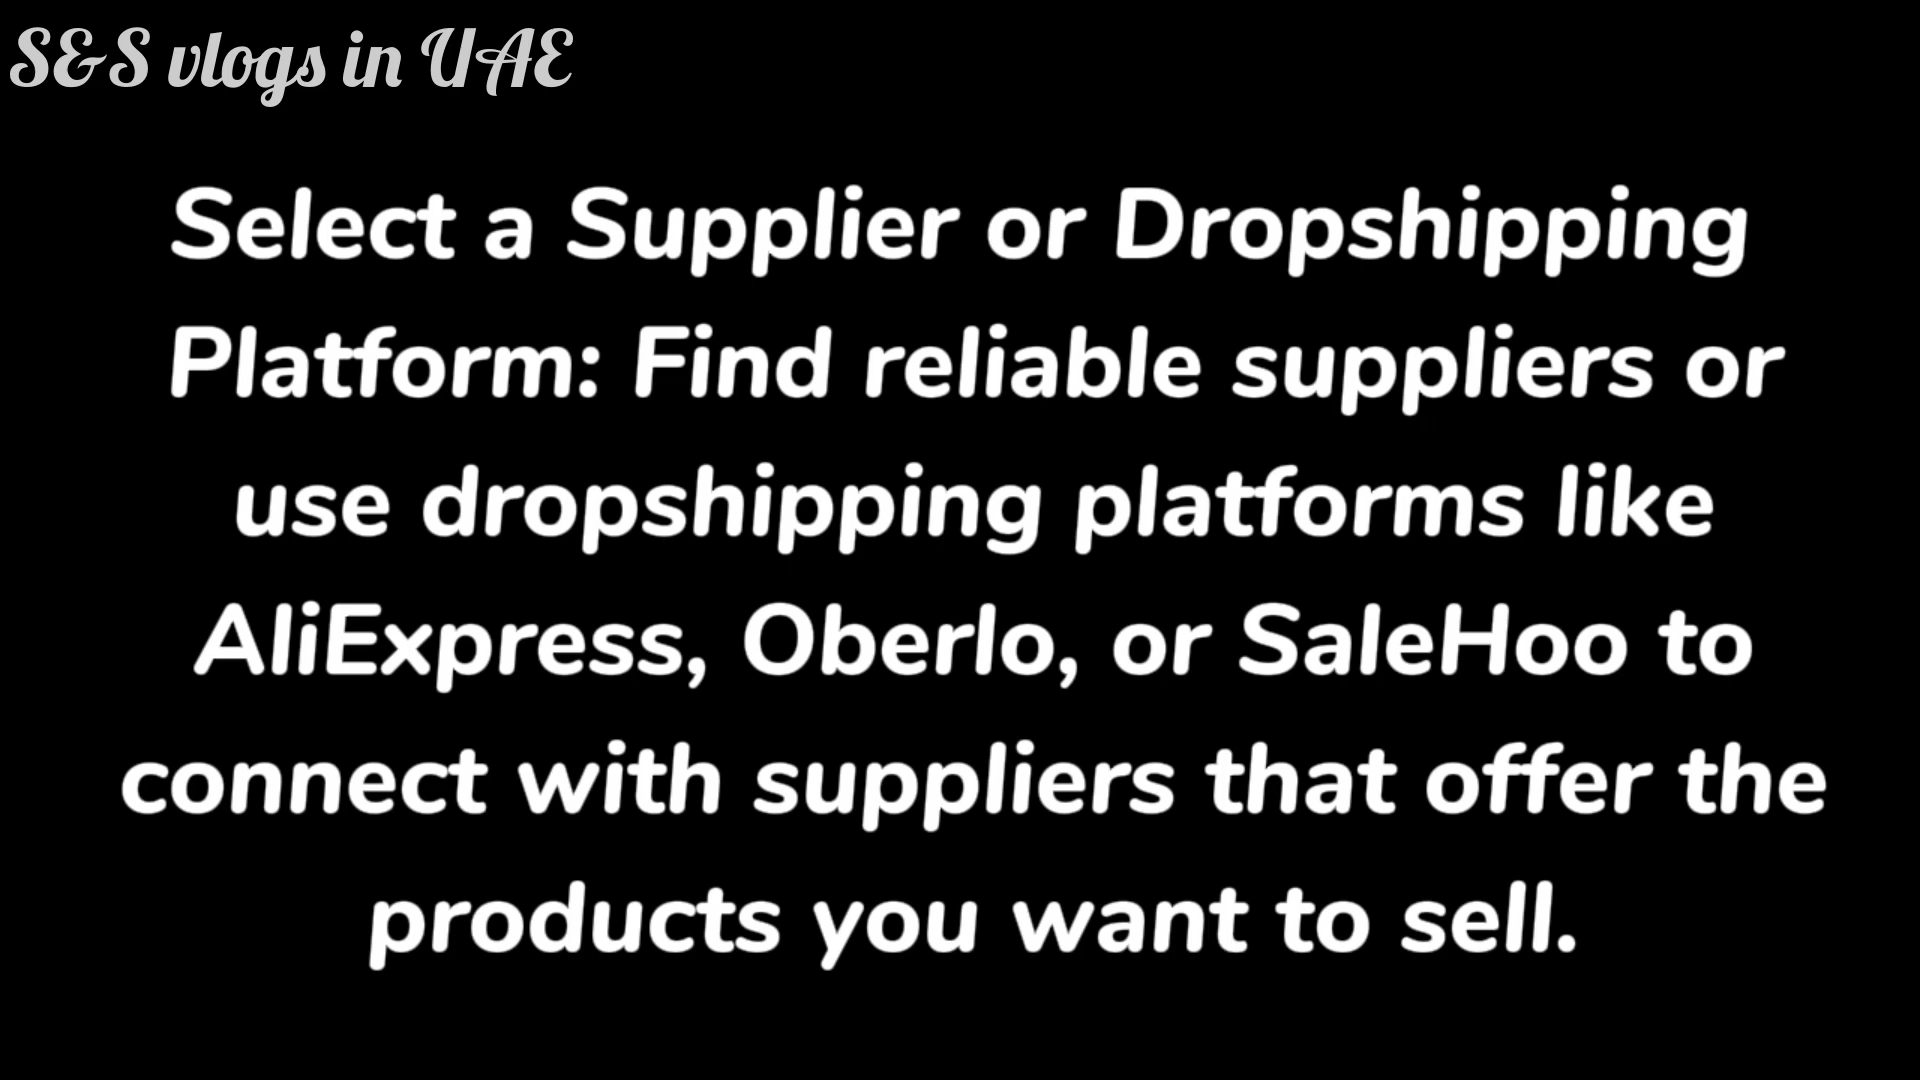 S&S vlogs in UAE
Select a Supplier or Dropshipping
Platform: Find reliable suppliers or
use dropshipping platforms like
AliExpress, Oberlo, or SaleHoo to
connect with suppliers that offer the
products you want to sell.